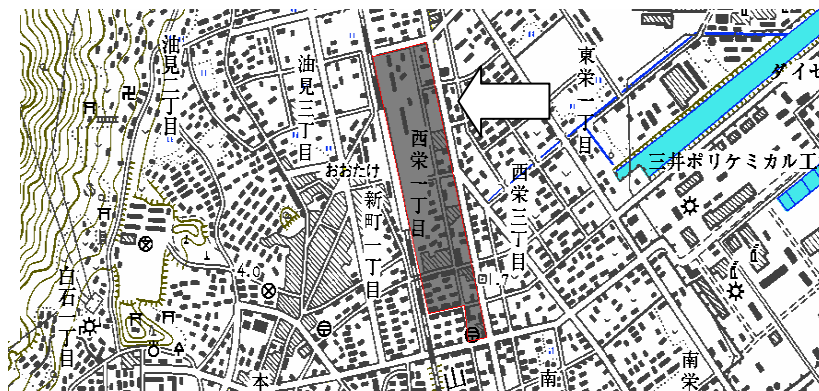 油見二丁目
油見三丁目
おおたけ
新町一丁目
西栄一丁目
西栄三丁目
東栄一丁目
ダイセ
三井ポリケミカル工
白石一丁目
4.0
.7
本
山
南
南栄